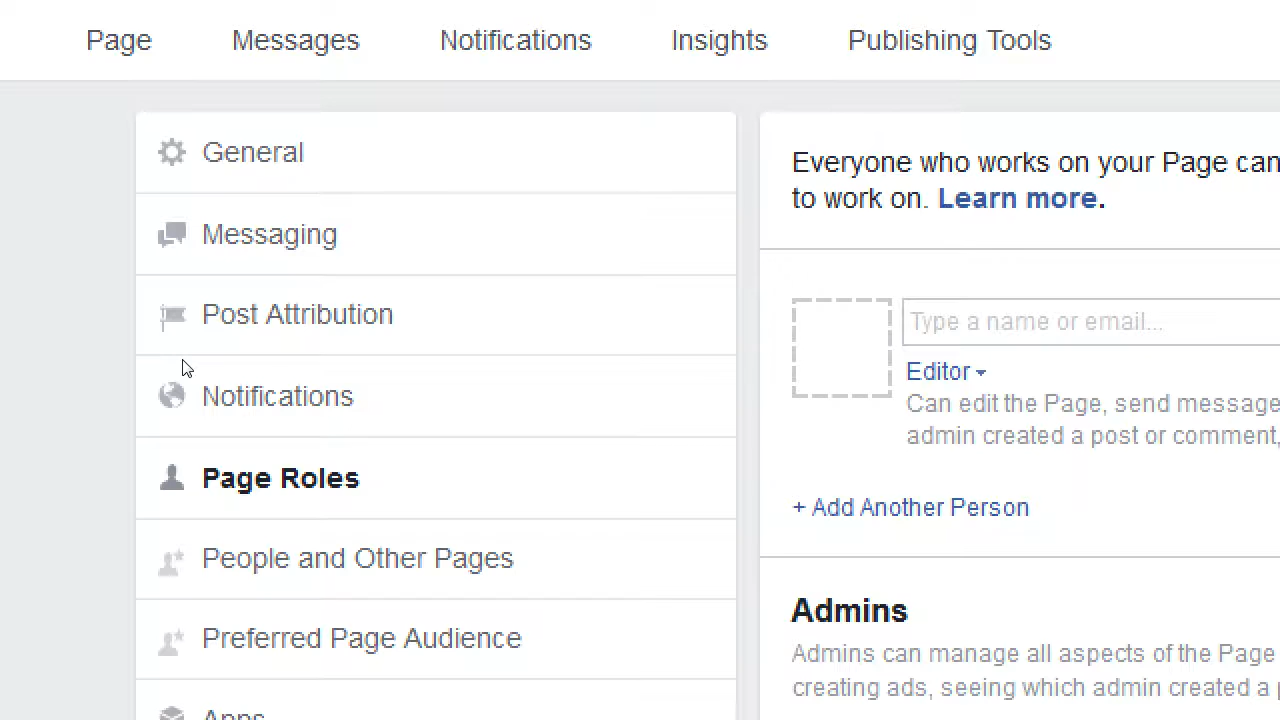 Page Messages Notifications Insights Publishing Tools
General
Messaging
Post Attribution
Notifications
Page Roles
People and Other Pages
Preferred Page Audience
Apps
Everyone who works on your Page can
to work on. Learn more.
Type a name or email...
Editor
Can edit the Page, send message
admin created a post or comment,
+ Add Another Person
Admins
Admins can manage all aspects of the Page
creating ads, seeing which admin created a p